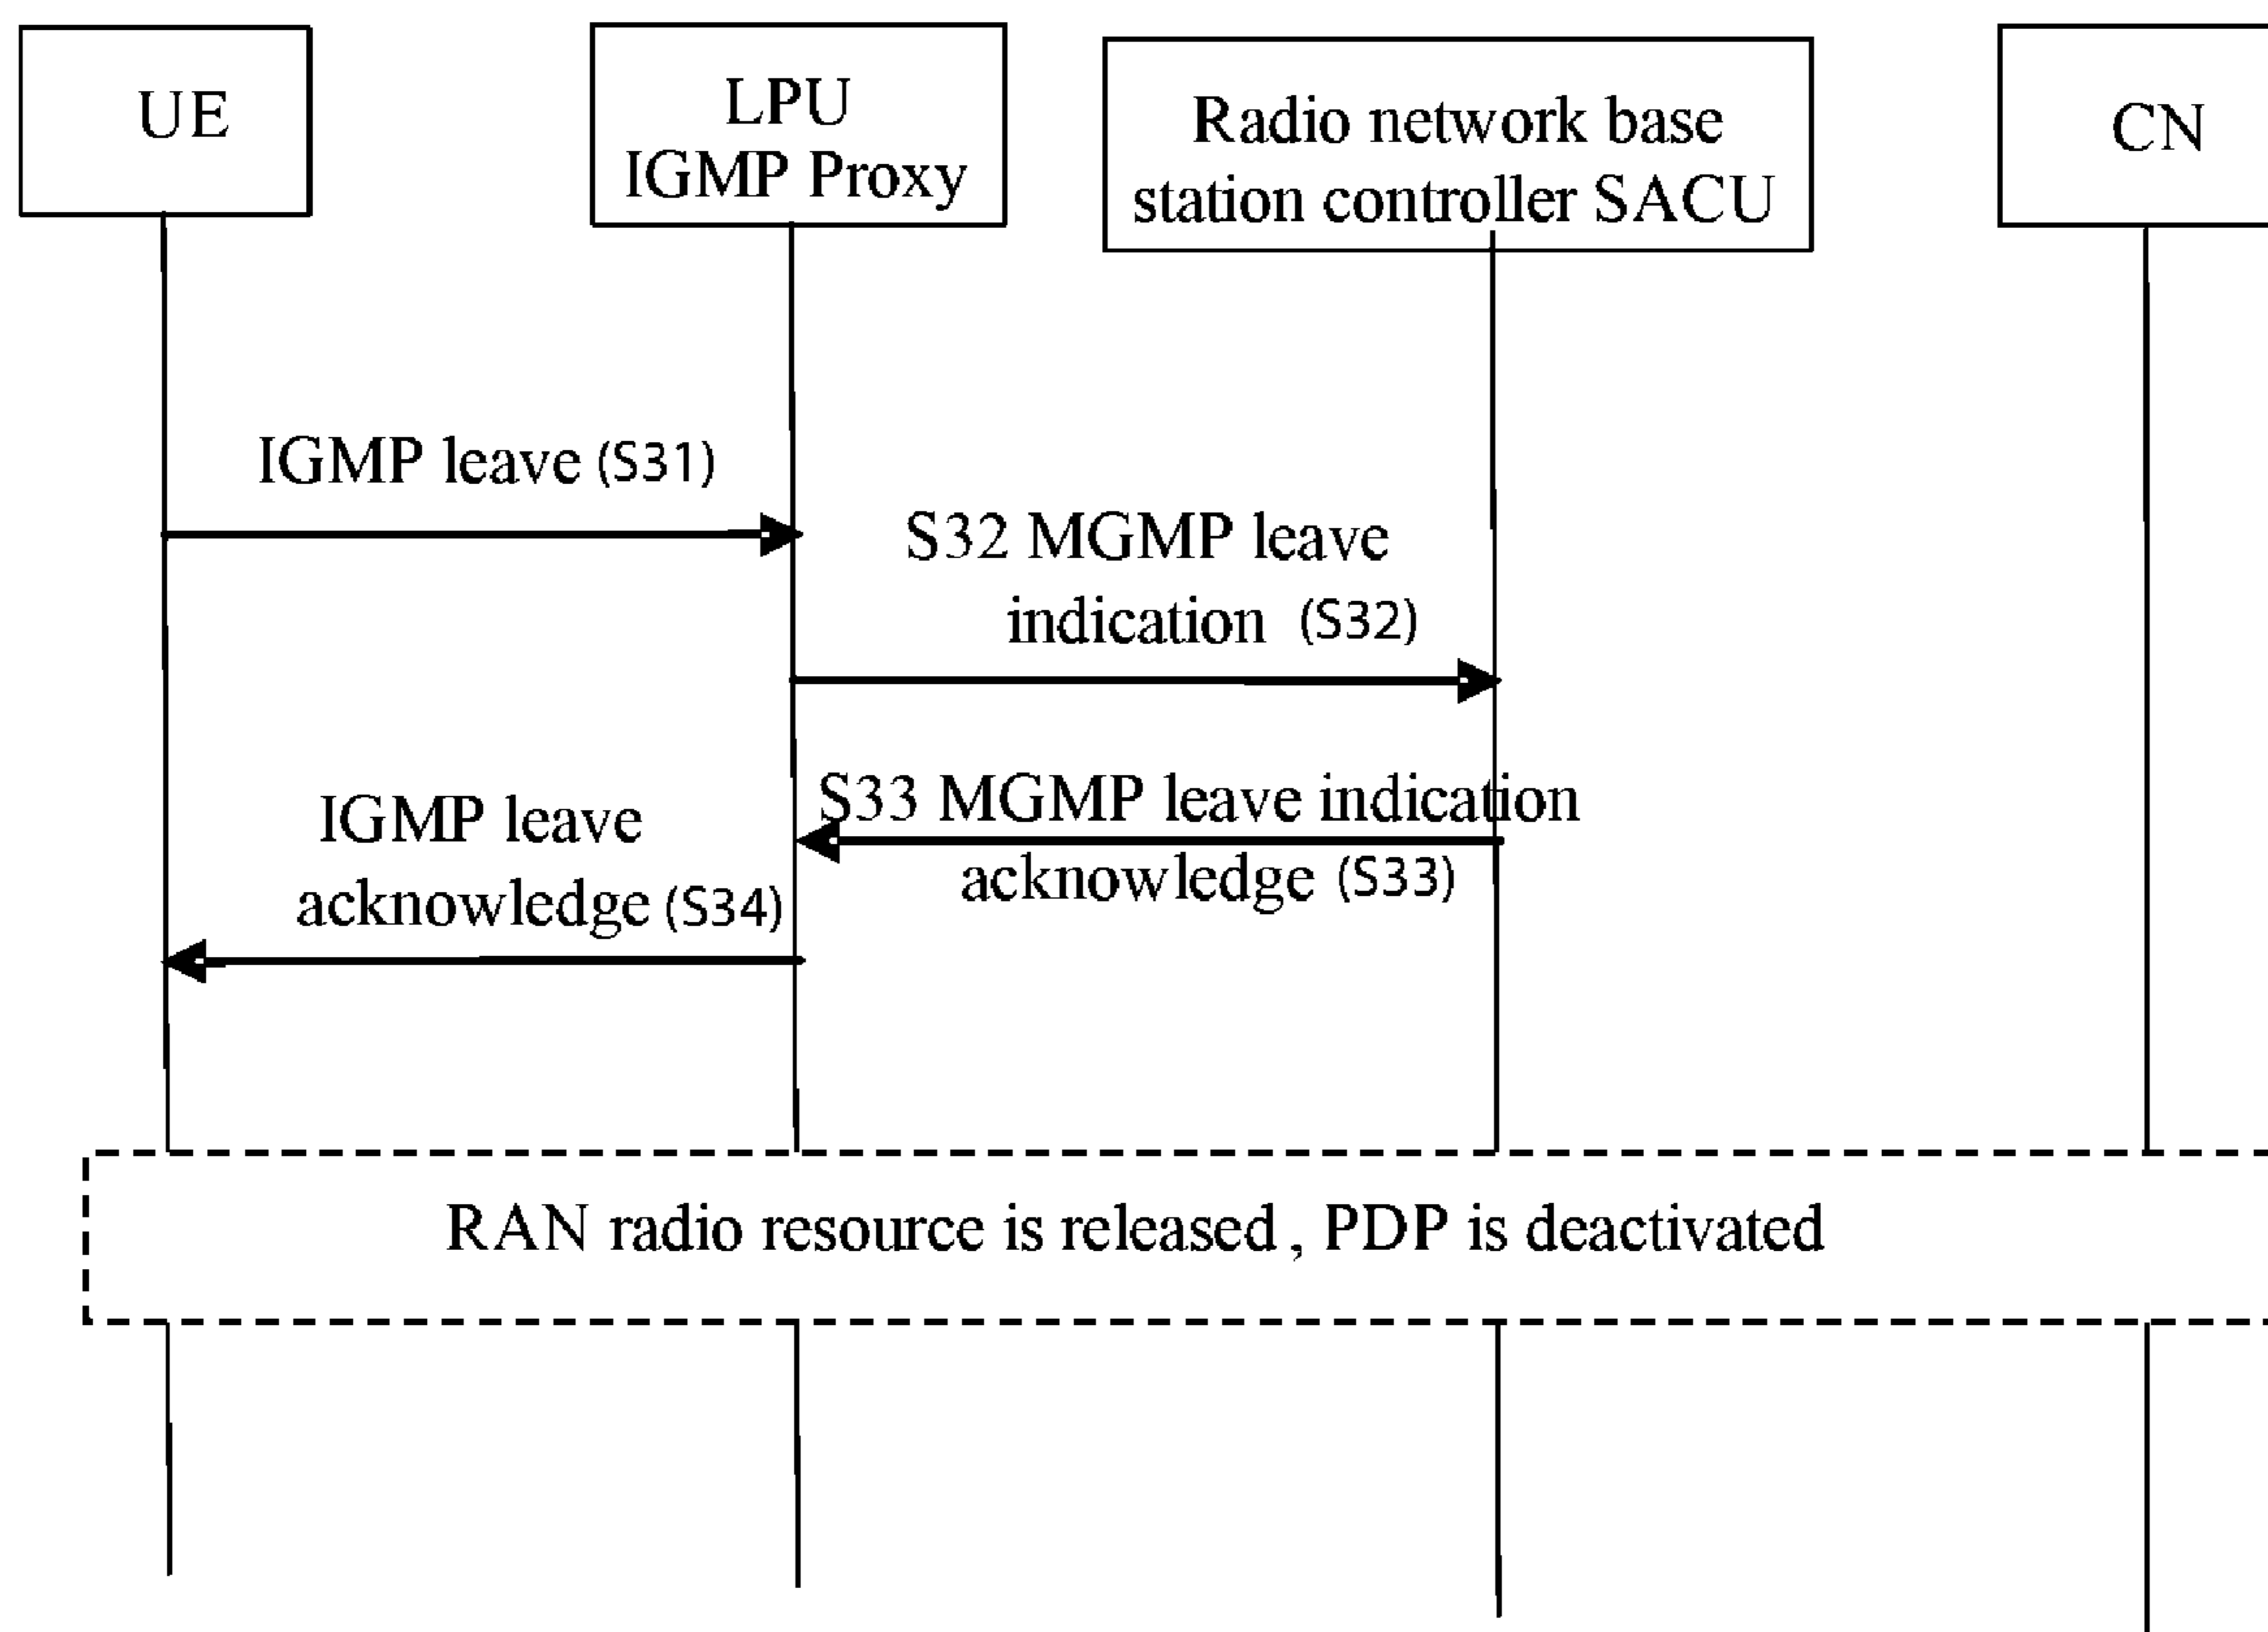 UE
LPU
IGMP Proxy
Radio network base
station controller SACU
CN
IGMP leave (S31)
S32 MGMP leave
indication (S32)
S33 MGMP leave indication
acknowledge (S33)
IGMP leave
acknowledge (S34)
RAN radio resource is released , PDP is deactivated